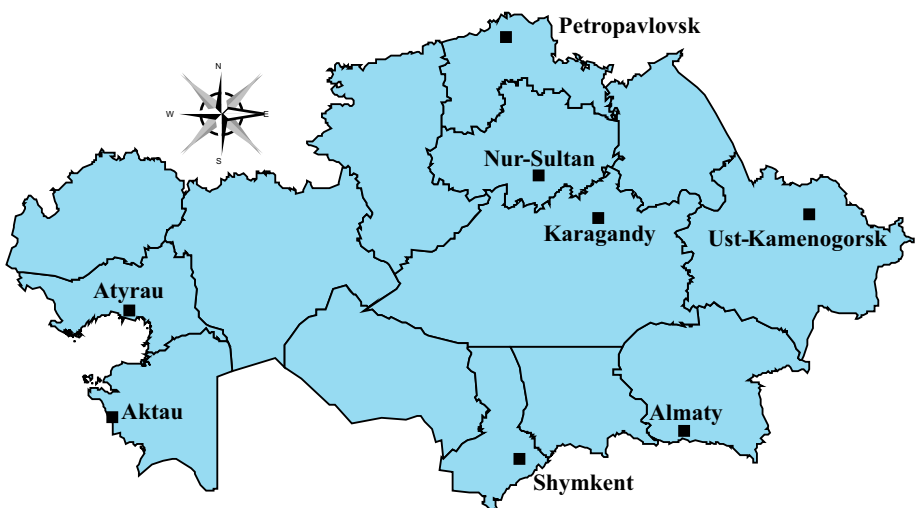 Petropavlovsk
N
W
E
S
Nur-Sultan
Karagandy
Ust-Kamenogorsk
Atyrau
Aktau
Almaty
Shymkent